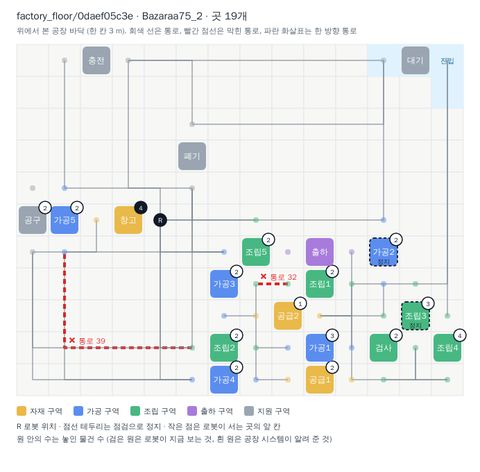 factory_floor/0daef05c3e · Bazaraa75_2 · 곳 19개
위에서 본 공장 바닥 (한 칸 3 m). 회색 선은 통로, 빨간 점선은 막힌 통로, 파란 화살표는 한 방향 통로
충전
대기
조립
폐기
공구 2
가공5 2
창고 4
R
조립5 2
출하
가공2 2
정지
✕ 통로 32
가공3 2
조립1 2
공급2 1
조립3 3
정지
✕ 통로 39
조립2 2
가공1 3
검사 2
조립4 4
가공4 2
공급1 2
자재 구역
가공 구역
조립 구역
출하 구역
지원 구역
R 로봇 위치 · 점선 테두리는 점검으로 정지 · 작은 점은 로봇이 서는 곳의 앞 칸
원 안의 수는 놓인 물건 수 (검은 원은 로봇이 지금 보는 것, 흰 원은 공장 시스템이 알려 준 것)